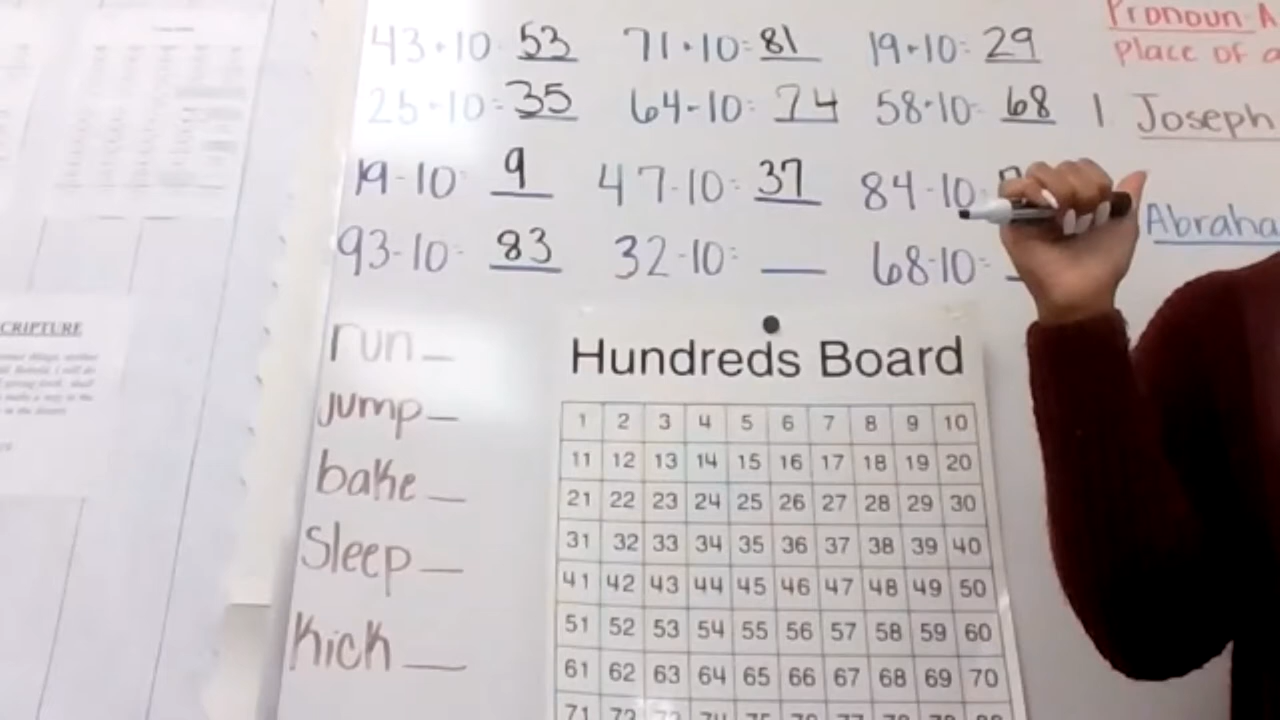 43+10 53 71+10=81 19+10=29
Pronoun A
place of a
25+10=35 64+10=74 58+10=68
1. Joseph
19-10= 9 47-10=37 84-10=
Abraha
93-10= 83 32-10= __ 68-10= _
CRIPTURE
run _
jump _
bake _
Sleep _
Kick _
Hundreds Board
1 2 3 4 5 6 7 8 9 10
11 12 13 14 15 16 17 18 19 20
21 22 23 24 25 26 27 28 29 30
31 32 33 34 35 36 37 38 39 40
41 42 43 44 45 46 47 48 49 50
51 52 53 54 55 56 57 58 59 60
61 62 63 64 65 66 67 68 69 70
71